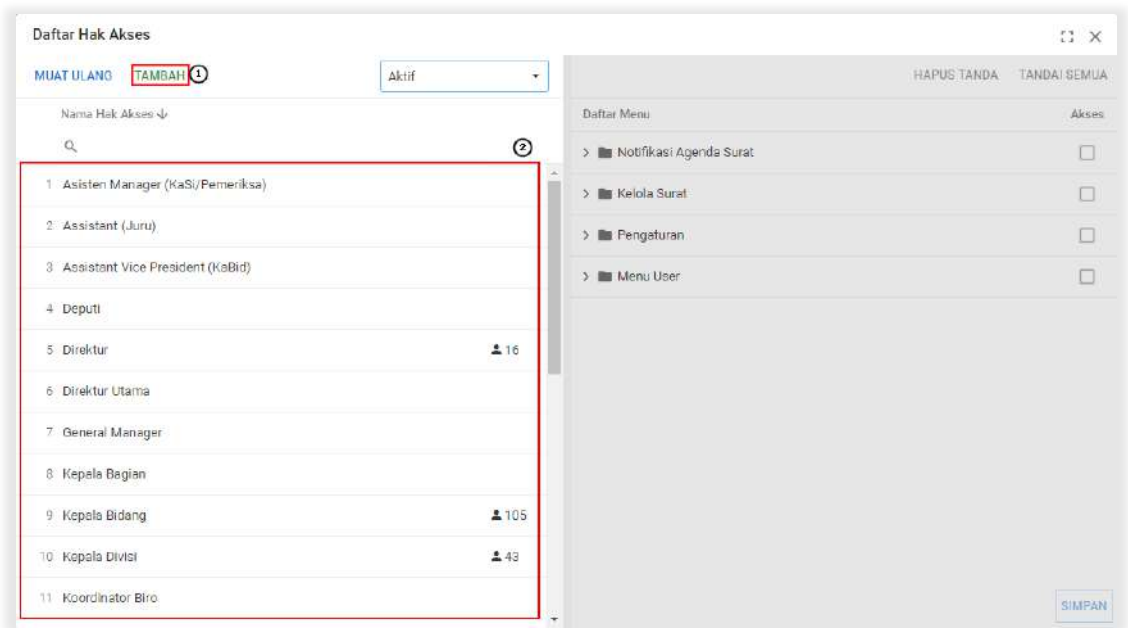 Daftar Hak Akses
MUAT ULANG TAMBAH 1 Aktif
Nama Hak Akses
2
1 Asisten Manager (KaSi/Pemeriksa)
2 Assistant (Juru)
3 Assistant Vice President (KaBid)
4 Deputi
5 Direktur 16
6 Direktur Utama
7 General Manager
8 Kepala Bagian
9 Kepala Bidang 105
10 Kepala Divisi 43
11 Koordinator Biro
HAPUS TANDA TANDAI SEMUA
Daftar Menu Akses
Notifikasi Agenda Surat
Kelola Surat
Pengaturan
Menu User
SIMPAN